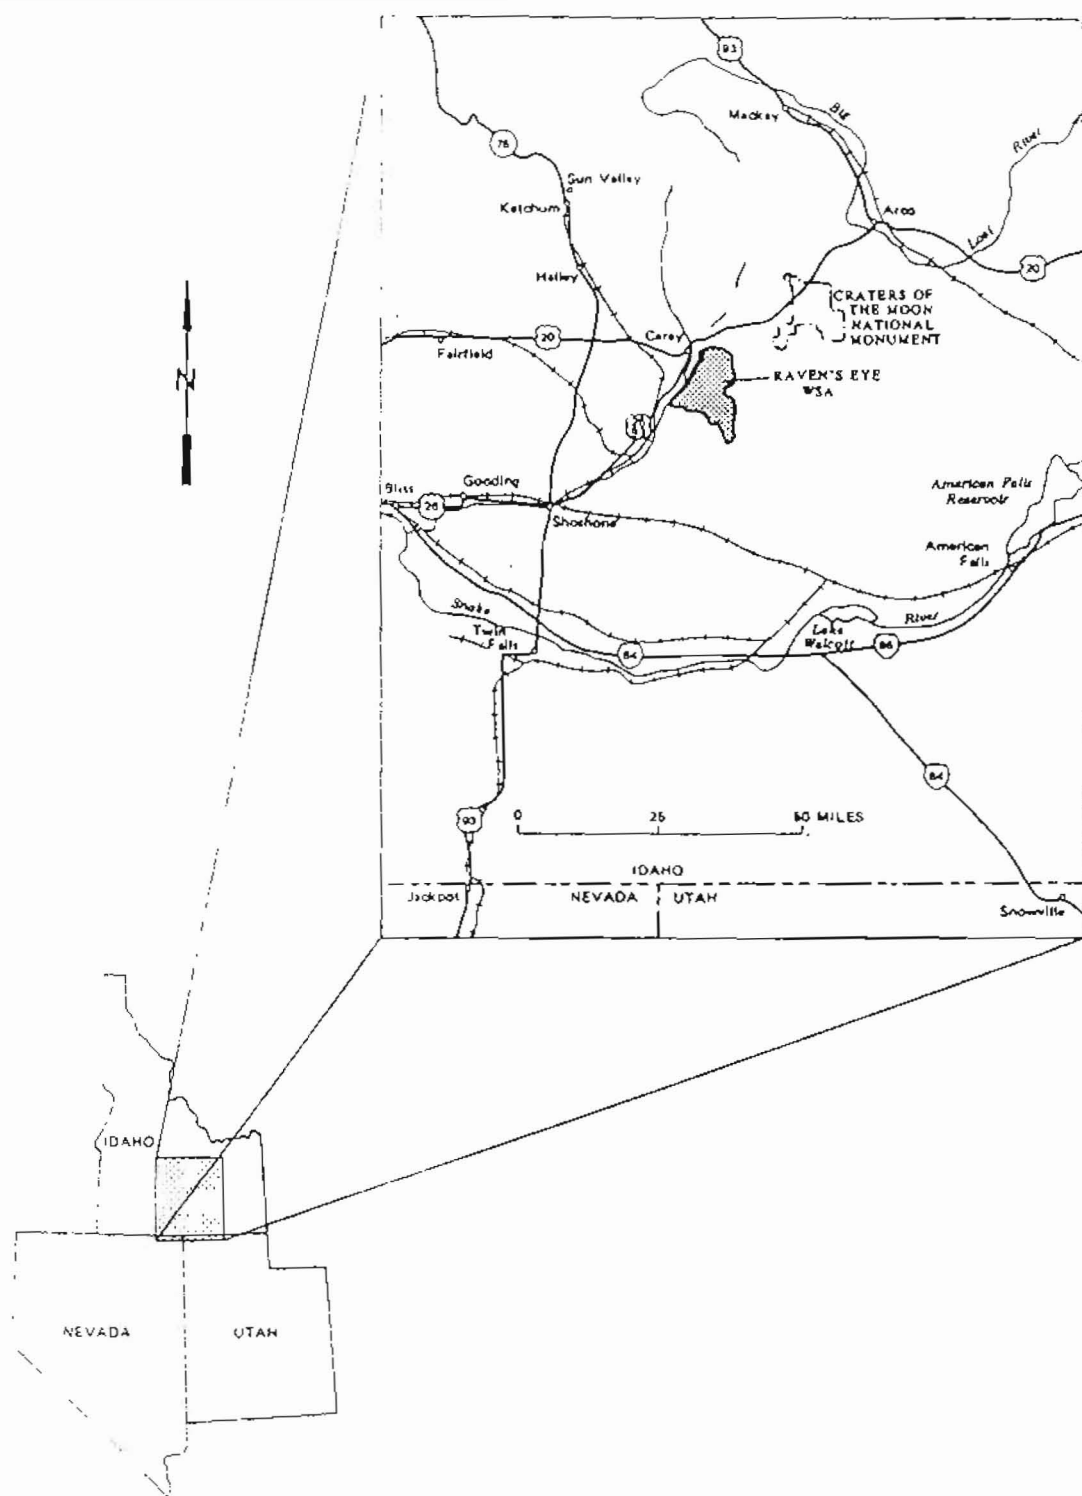 93
Mackay
Big
River
75
Sun Valley
Ketchum
Arco
Lost
Hailey
20
CRATERS OF
THE MOON
NATIONAL
MONUMENT
Carey
20
Fairfield
RAVEN'S EYE
WSA
N
Gooding
Bliss
26
Shoshone
American Falls
Reservoir
American
Falls
Snake
River
Twin
Falls
Lake
Walcott
84
86
84
93
0
25
50 MILES
IDAHO
Jackpot
NEVADA
UTAH
Snowville
IDAHO
NEVADA
UTAH